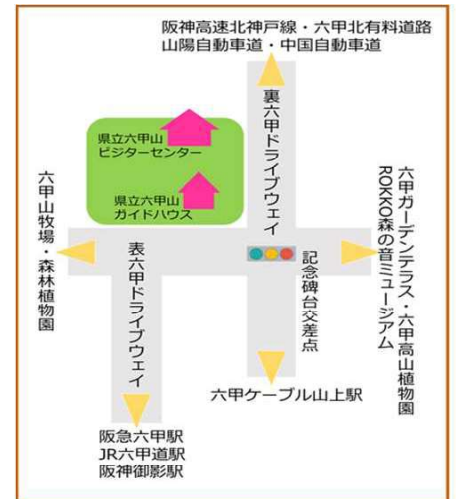 阪神高速北神戸線・六甲北有料道路
山陽自動車道・中国自動車道
裏六甲ドライブウェイ
県立六甲山
ビジターセンター
県立六甲山
ガイドハウス
六甲山牧場・森林植物園
表六甲ドライブウェイ
記念碑台交差点
六甲ガーデンテラス・六甲高山植物園
ROKKO森の音ミュージアム
六甲ケーブル山上駅
阪急六甲駅
JR六甲道駅
阪神御影駅